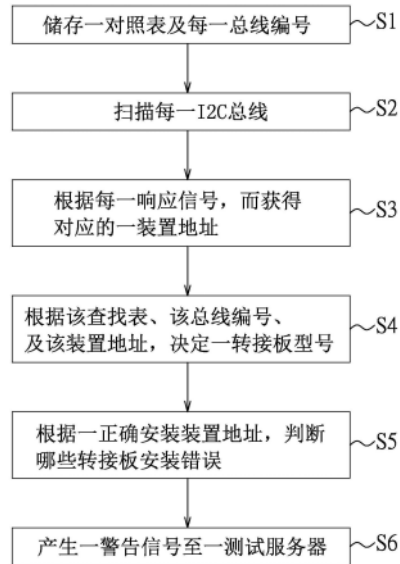 储存一对照表及每一总线编号 S1
扫描每一I2C总线 S2
根据每一响应信号，而获得 S3
对应的一装置地址
根据该查找表、该总线编号、 S4
及该装置地址，决定一转接板型号
根据一正确安装装置地址，判断 S5
哪些转接板安装错误
产生一警告信号至一测试服务器 S6